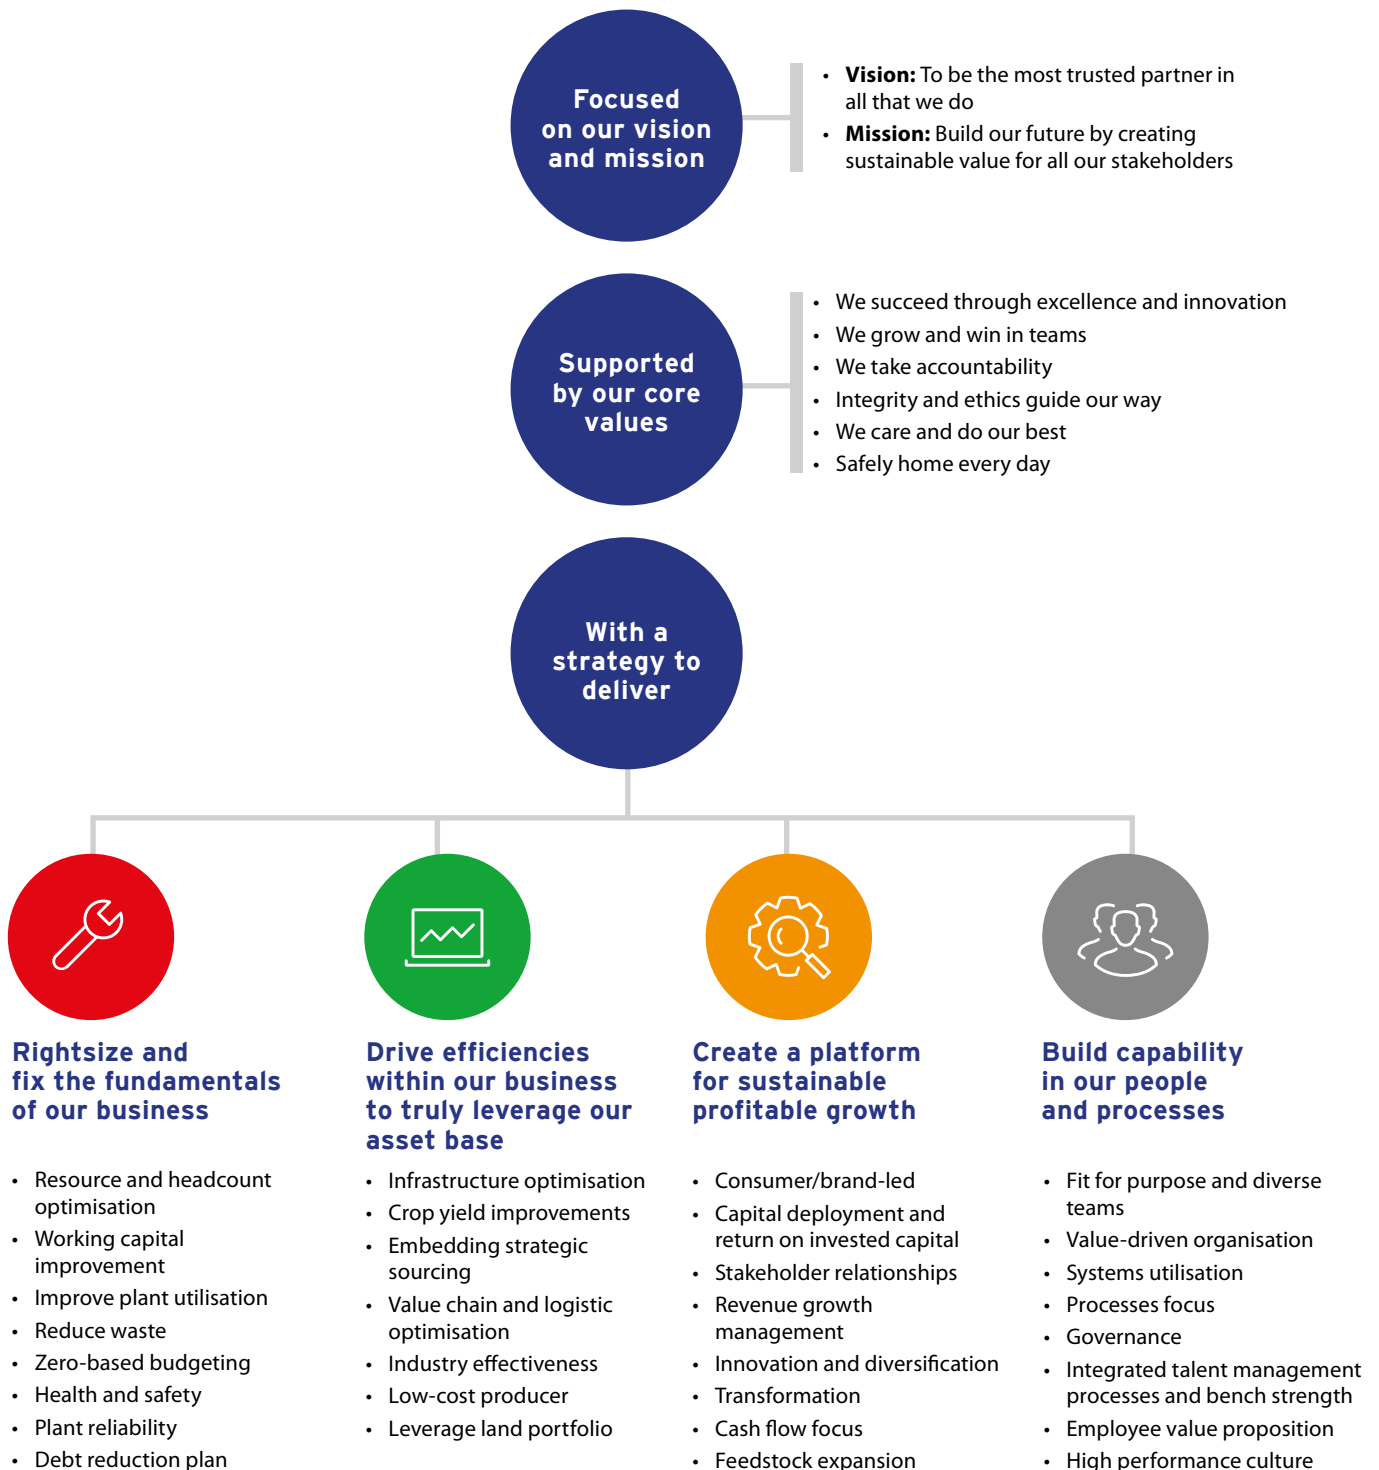 Focused
on our vision
and mission
• Vision: To be the most trusted partner in
all that we do
• Mission: Build our future by creating
sustainable value for all our stakeholders
Supported
by our core
values
• We succeed through excellence and innovation
• We grow and win in teams
• We take accountability
• Integrity and ethics guide our way
• We care and do our best
• Safely home every day
With a
strategy to
deliver
Rightsize and
fix the fundamentals
of our business
• Resource and headcount
optimisation
• Working capital
improvement
• Improve plant utilisation
• Reduce waste
• Zero-based budgeting
• Health and safety
• Plant reliability
• Debt reduction plan
Drive efficiencies
within our business
to truly leverage our
asset base
• Infrastructure optimisation
• Crop yield improvements
• Embedding strategic
sourcing
• Value chain and logistic
optimisation
• Industry effectiveness
• Low-cost producer
• Leverage land portfolio
Create a platform
for sustainable
profitable growth
• Consumer/brand-led
• Capital deployment and
return on invested capital
• Stakeholder relationships
• Revenue growth
management
• Innovation and diversification
• Transformation
• Cash flow focus
• Feedstock expansion
Build capability
in our people
and processes
• Fit for purpose and diverse
teams
• Value-driven organisation
• Systems utilisation
• Processes focus
• Governance
• Integrated talent management
processes and bench strength
• Employee value proposition
• High performance culture